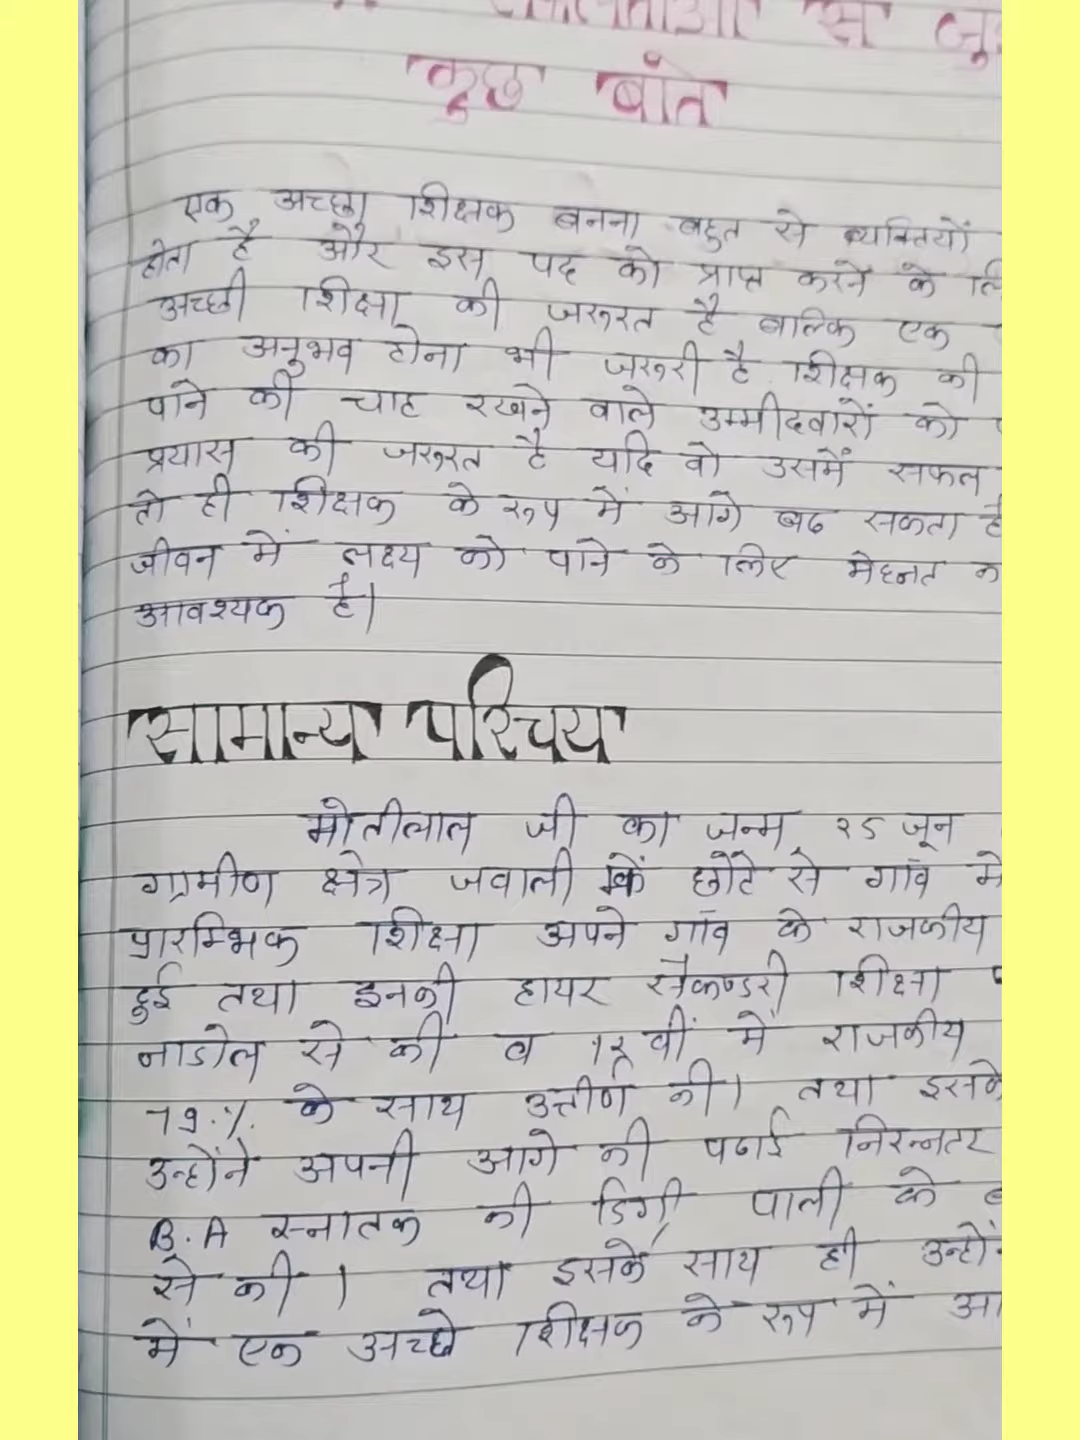 से
कुछ बाते
एक अच्छा शिक्षक बनना बहुत से व्यक्तियों
होता है और इस पद को प्राप्त करने के
अच्छी शिक्षा की जरूरत है बल्कि एक
का अनुभव होना भी जरूरी है शिक्षक की
पाने की चाह रखने वाले उम्मीदवारों को
प्रयास की जरूरत है यदि वो उसमें सफल
तो ही शिक्षक के रूप में आगे बढ सकता है
जीवन में लक्ष्य को पाने के लिए मेहनत
आवश्यक है।
सामान्य परिचय
मोतीलाल जी का जन्म २5 जून
ग्रामीण क्षेत्र जवाली कें छोटे से गांव में
प्रारम्भिक शिक्षा अपने गांव के राजकीय
हुई तथा इनकी हायर सैकण्डरी शिक्षा
नाडोल से की व 1२ वीं में राजकीय
79.% के साथ उत्तीर्ण की। तथा इसके
उन्होंने अपनी आगे की पढाई निरन्तर
B.A स्नातक की डिग्री पाली के
से की। तथा इसके साथ ही उन्होंने
में एक अच्छे शिक्षक के रूप में